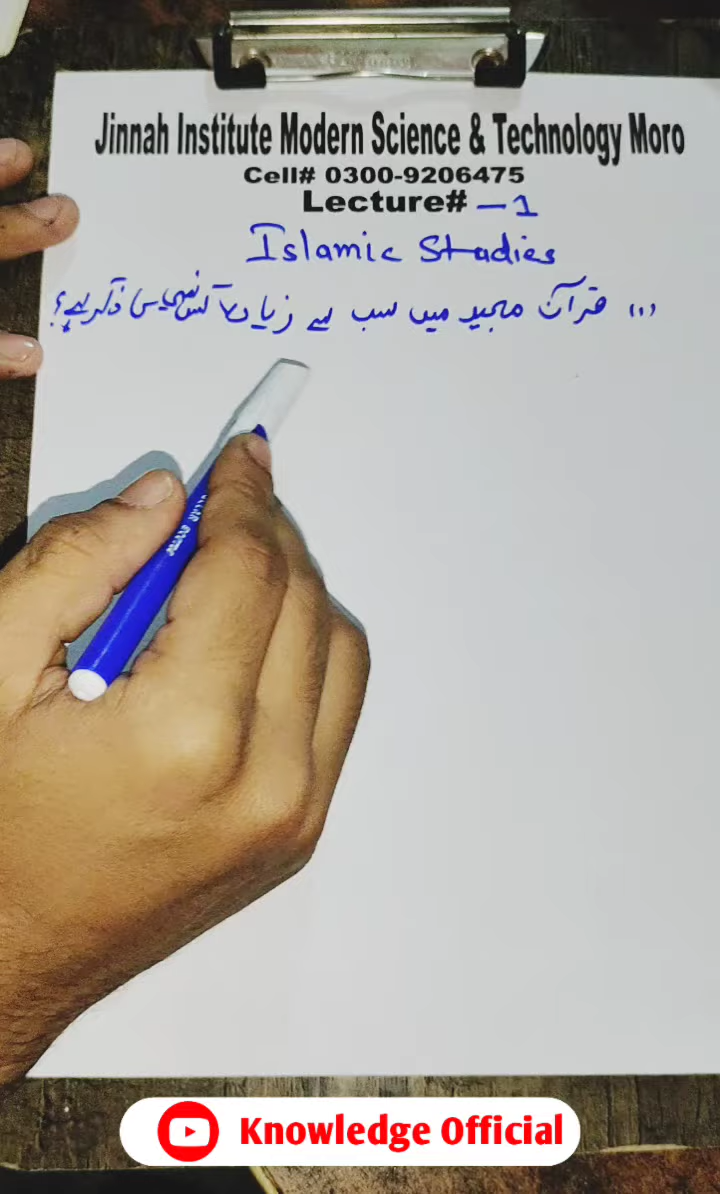 Jinnah Institute Modern Science & Technology Moro
Cell# 0300-9206475
Lecture# -1
Islamic Studies
(1) قرآن مجید میں سب سے زیادہ کس نبی کا ذکر ہے؟
Knowledge Official